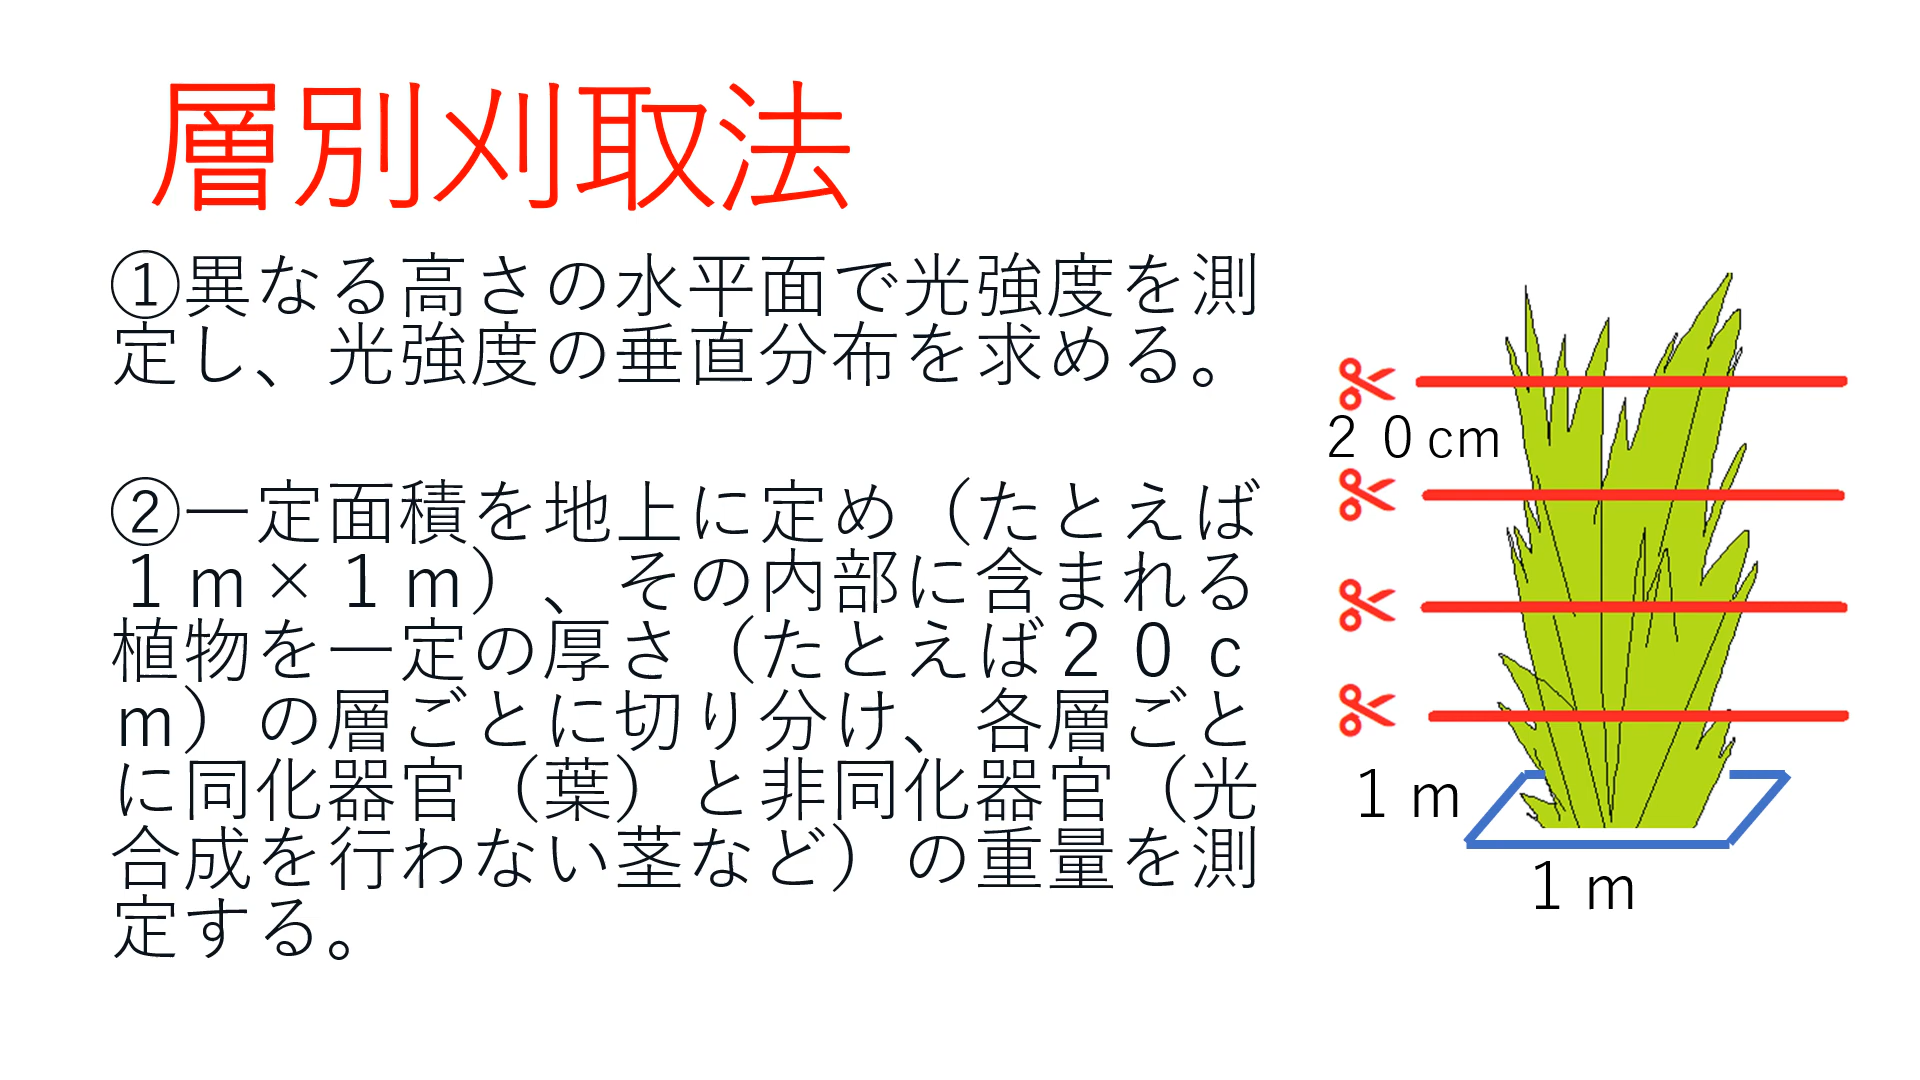 層別刈取法
①異なる高さの水平面で光強度を測
定し、光強度の垂直分布を求める。
②一定面積を地上に定め（たとえば
１ｍ×１ｍ）、その内部に含まれる
植物を一定の厚さ（たとえば２０ｃ
ｍ）の層ごとに切り分け、各層ごと
に同化器官（葉）と非同化器官（光
合成を行わない茎など）の重量を測
定する。
２０cm
１ｍ
１ｍ